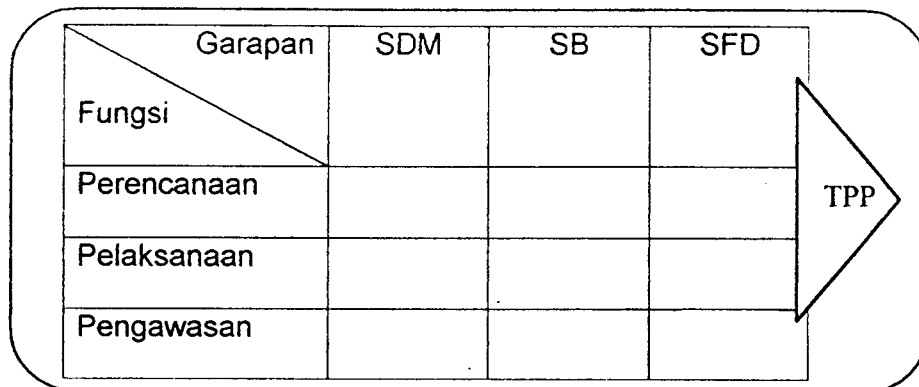 Garapan SDM SB SFD
Fungsi
Perencanaan
TPP
Pelaksanaan
Pengawasan